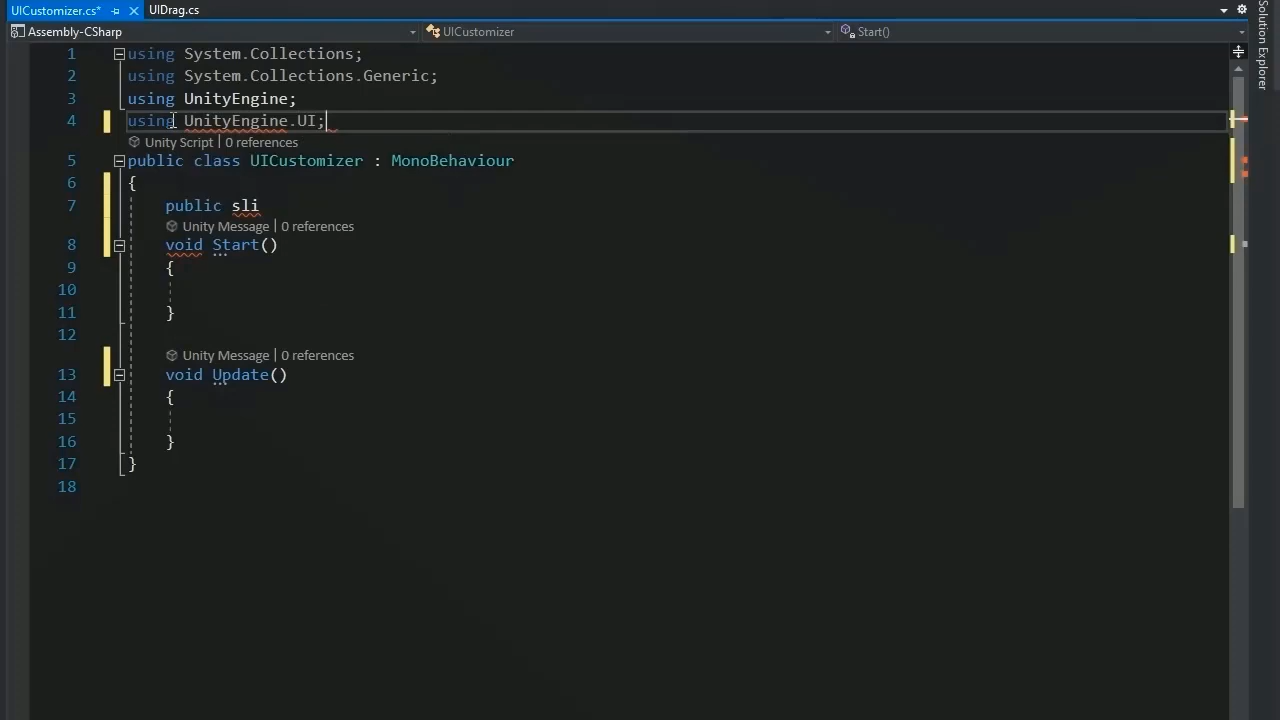 UICustomizer.cs* UIDrag.cs
Assembly-CSharp UICustomizer Start()
Solution Explorer
1 using System.Collections;
2 using System.Collections.Generic;
3 using UnityEngine;
4 using UnityEngine.UI;
Unity Script | 0 references
5 public class UICustomizer : MonoBehaviour
6 {
7 public sli
Unity Message | 0 references
8 void Start()
9 {
10
11 }
12
Unity Message | 0 references
13 void Update()
14 {
15
16 }
17 }
18